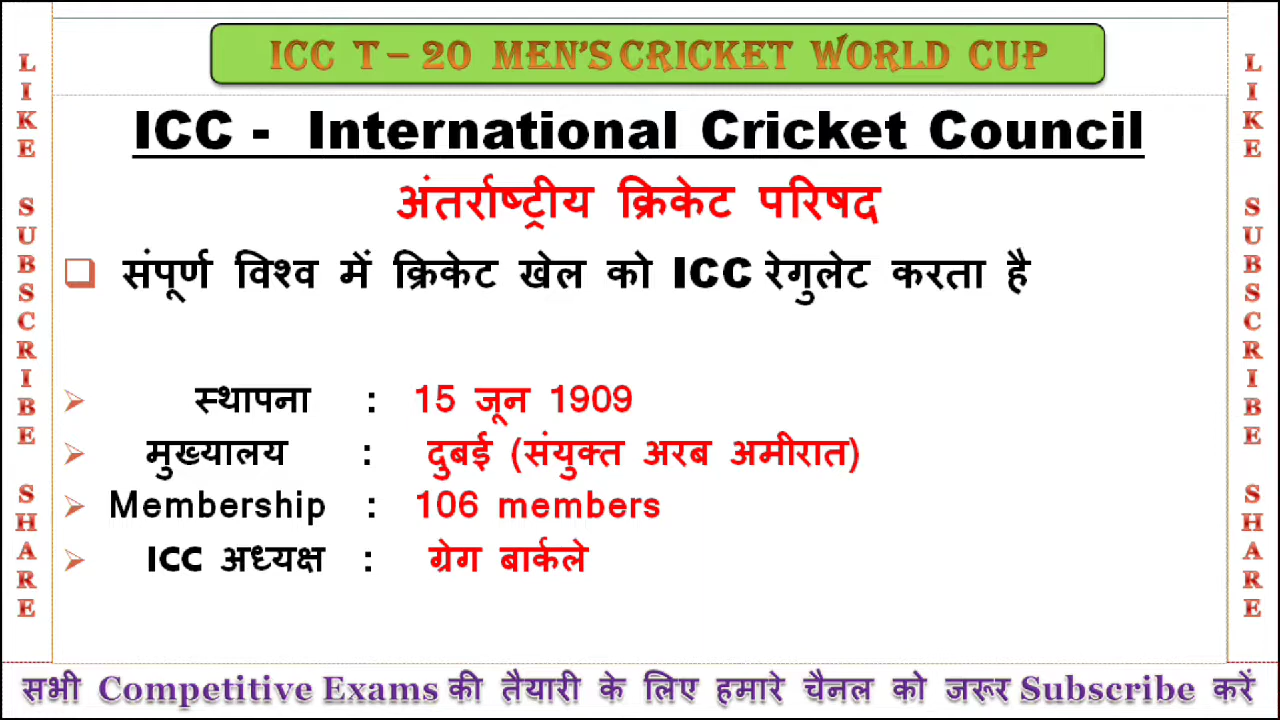 ICC T – 20 MEN'S CRICKET WORLD CUP
ICC - International Cricket Council
अंतर्राष्ट्रीय क्रिकेट परिषद
संपूर्ण विश्व में क्रिकेट खेल को ICC रेगुलेट करता है
स्थापना : 15 जून 1909
मुख्यालय : दुबई (संयुक्त अरब अमीरात)
Membership : 106 members
ICC अध्यक्ष : ग्रेग बार्कले
LIKE SUBSCRIBE SHARE
LIKE SUBSCRIBE SHARE
सभी Competitive Exams की तैयारी के लिए हमारे चैनल को जरूर Subscribe करें